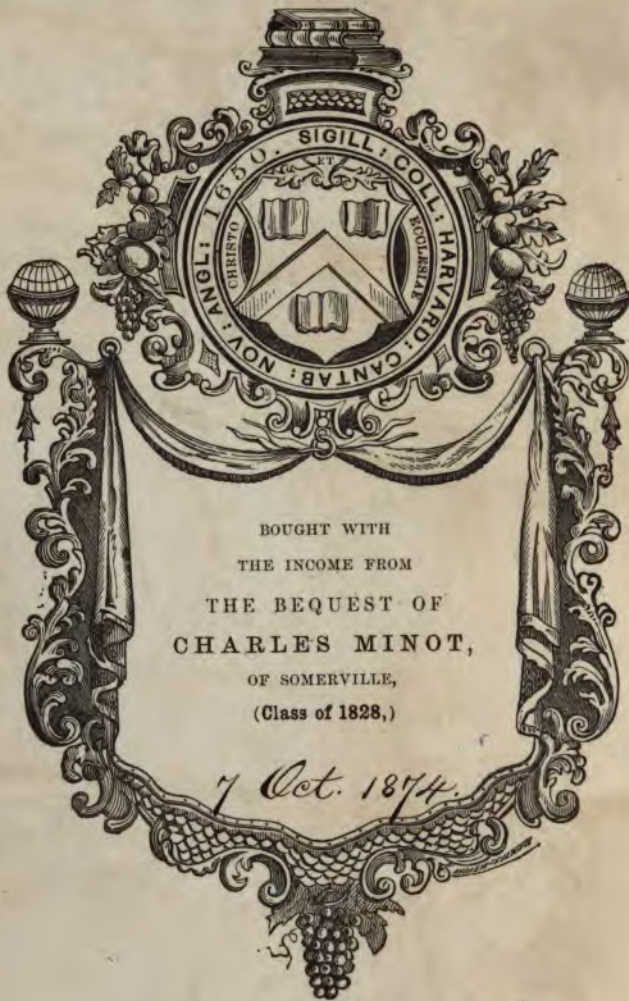 SIGILL: COLL: HARVARD: CANTAB: NOV: ANGL: 1650.
ET
CHRISTO
ECCLESIAE
BOUGHT WITH
THE INCOME FROM
THE BEQUEST OF
CHARLES MINOT,
OF SOMERVILLE,
(Class of 1828,)
7 Oct. 1874.